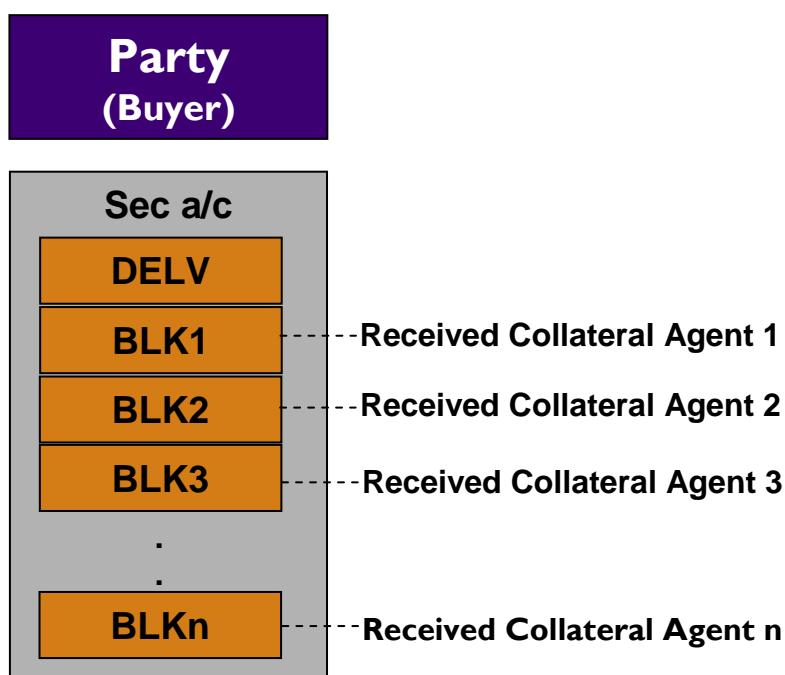 Party
(Buyer)
Sec a/c
DELV
BLK1
Received Collateral Agent 1
BLK2
Received Collateral Agent 2
BLK3
Received Collateral Agent 3
.
.
BLKn
Received Collateral Agent n